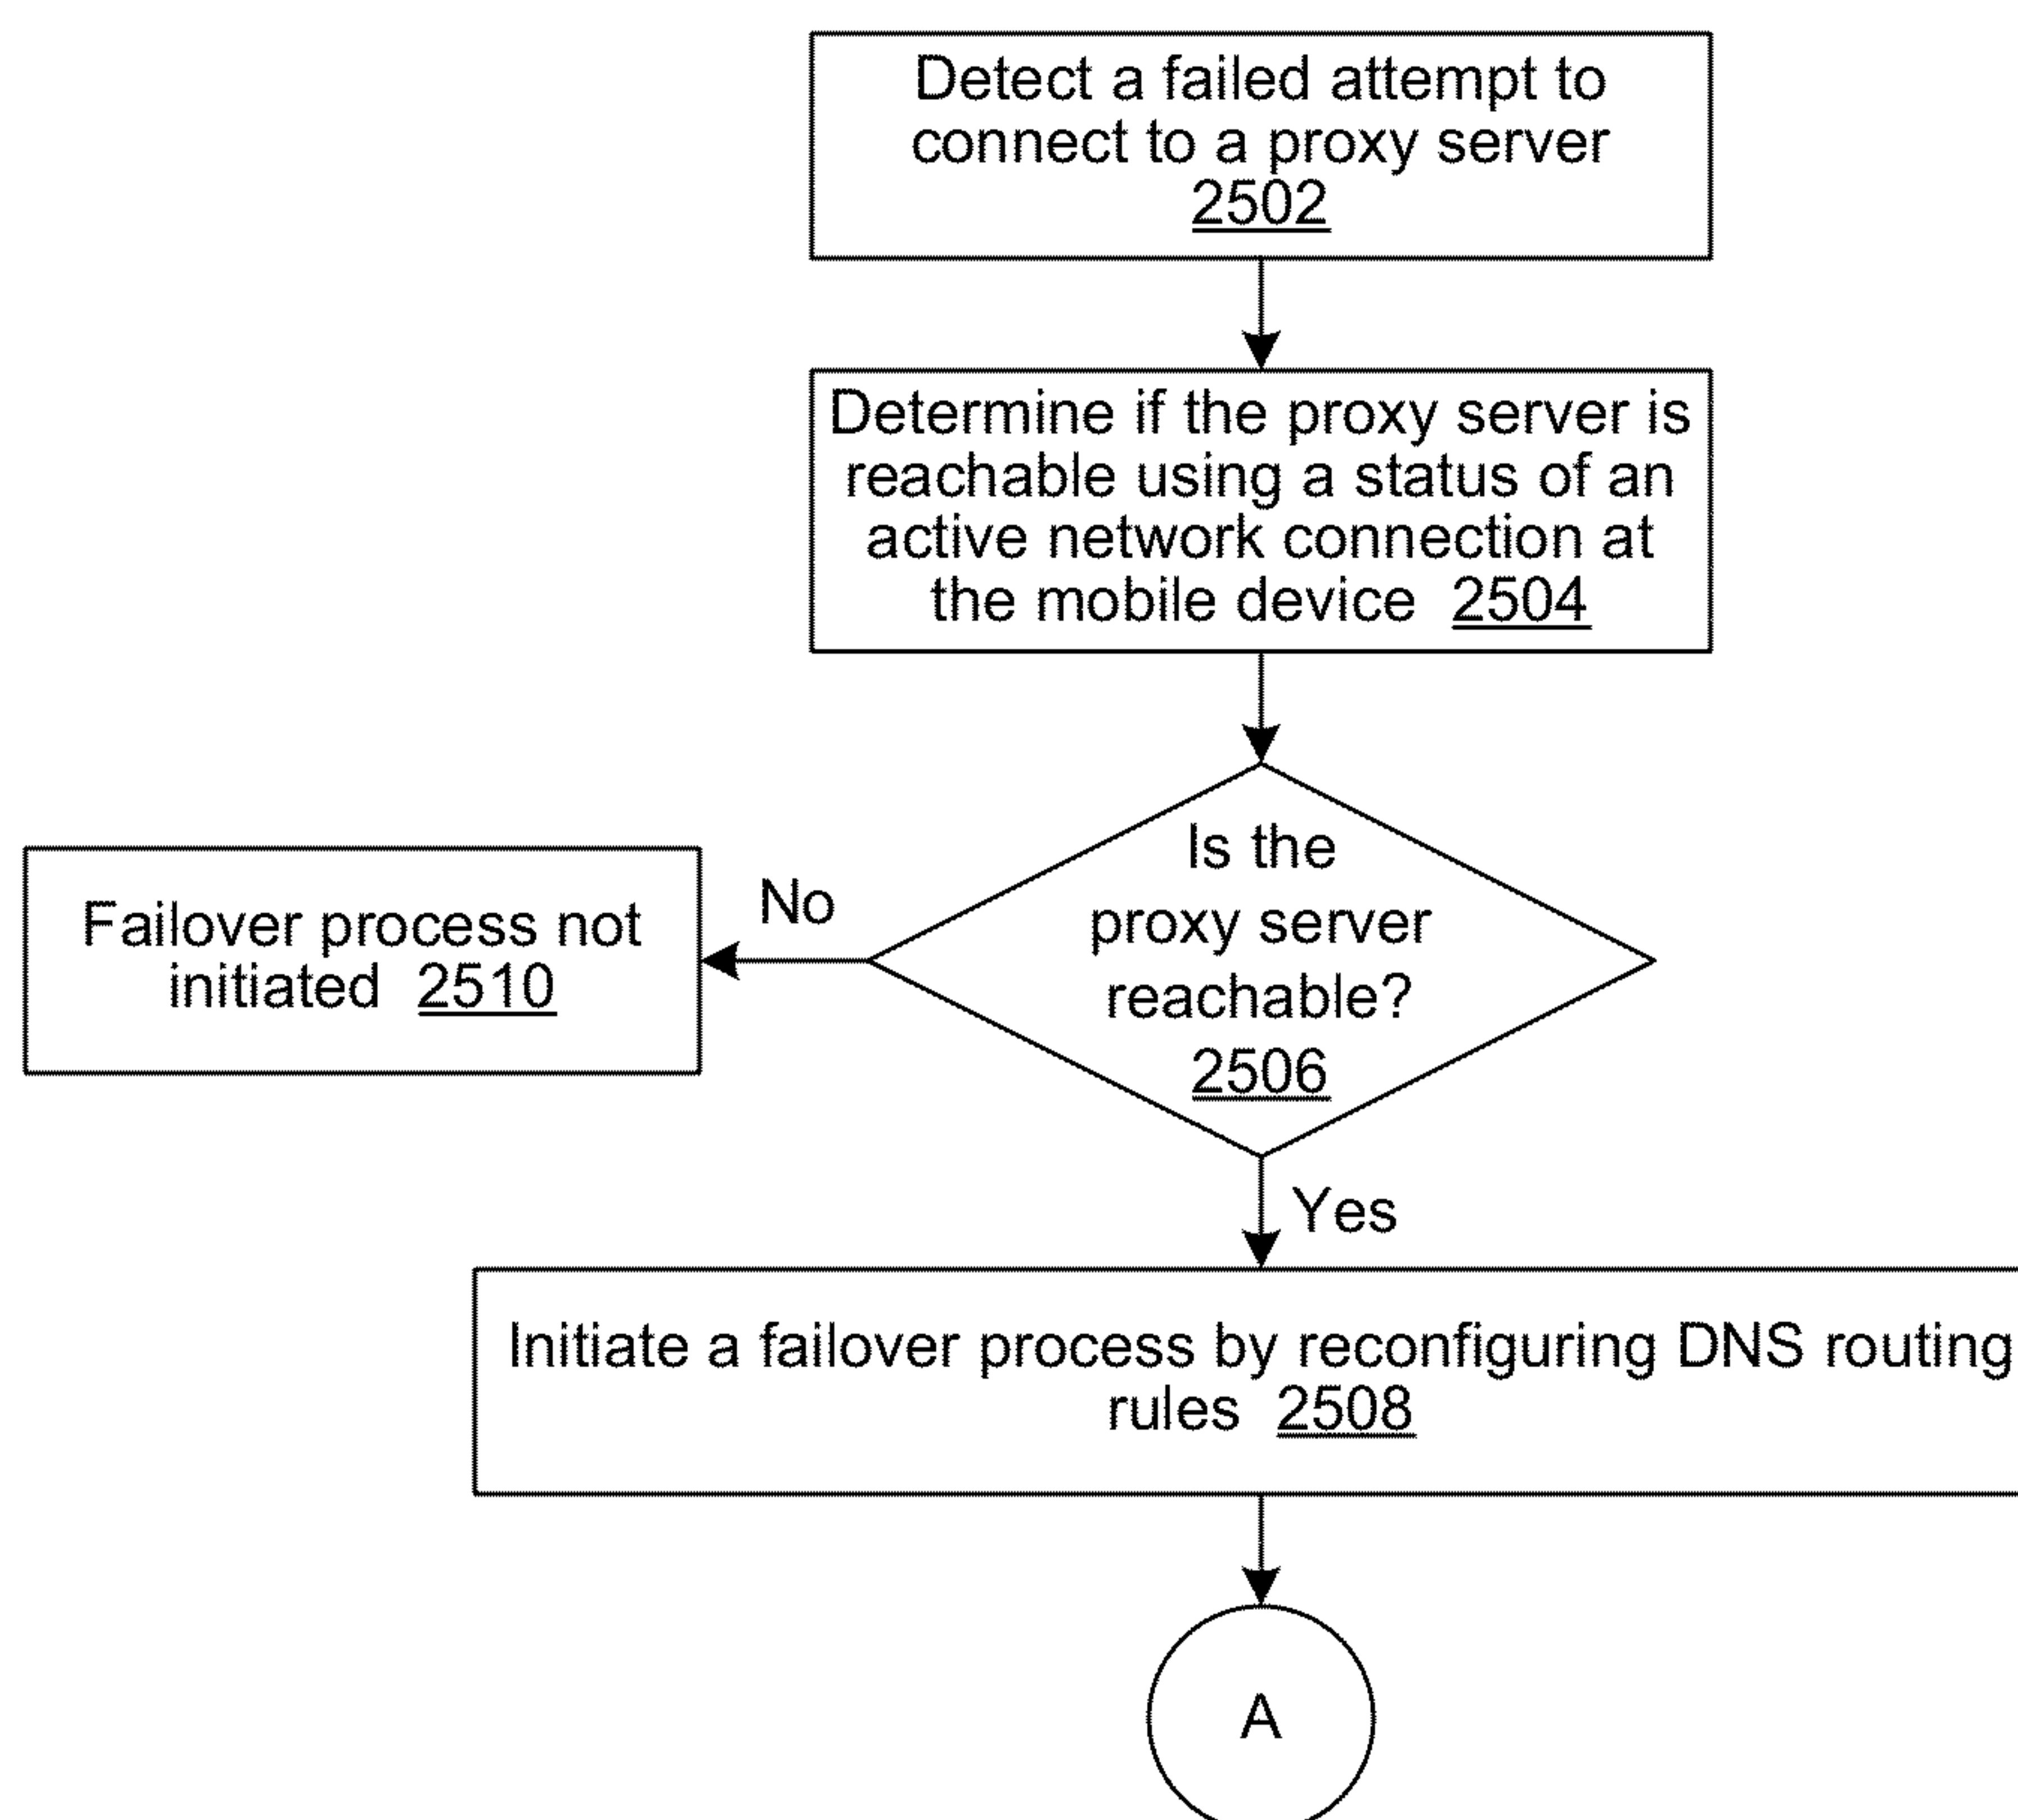 Detect a failed attempt to
connect to a proxy server
2502
Determine if the proxy server is
reachable using a status of an
active network connection at
the mobile device 2504
Is the
proxy server
reachable?
2506
No
Failover process not
initiated 2510
Yes
Initiate a failover process by reconfiguring DNS routing
rules 2508
A